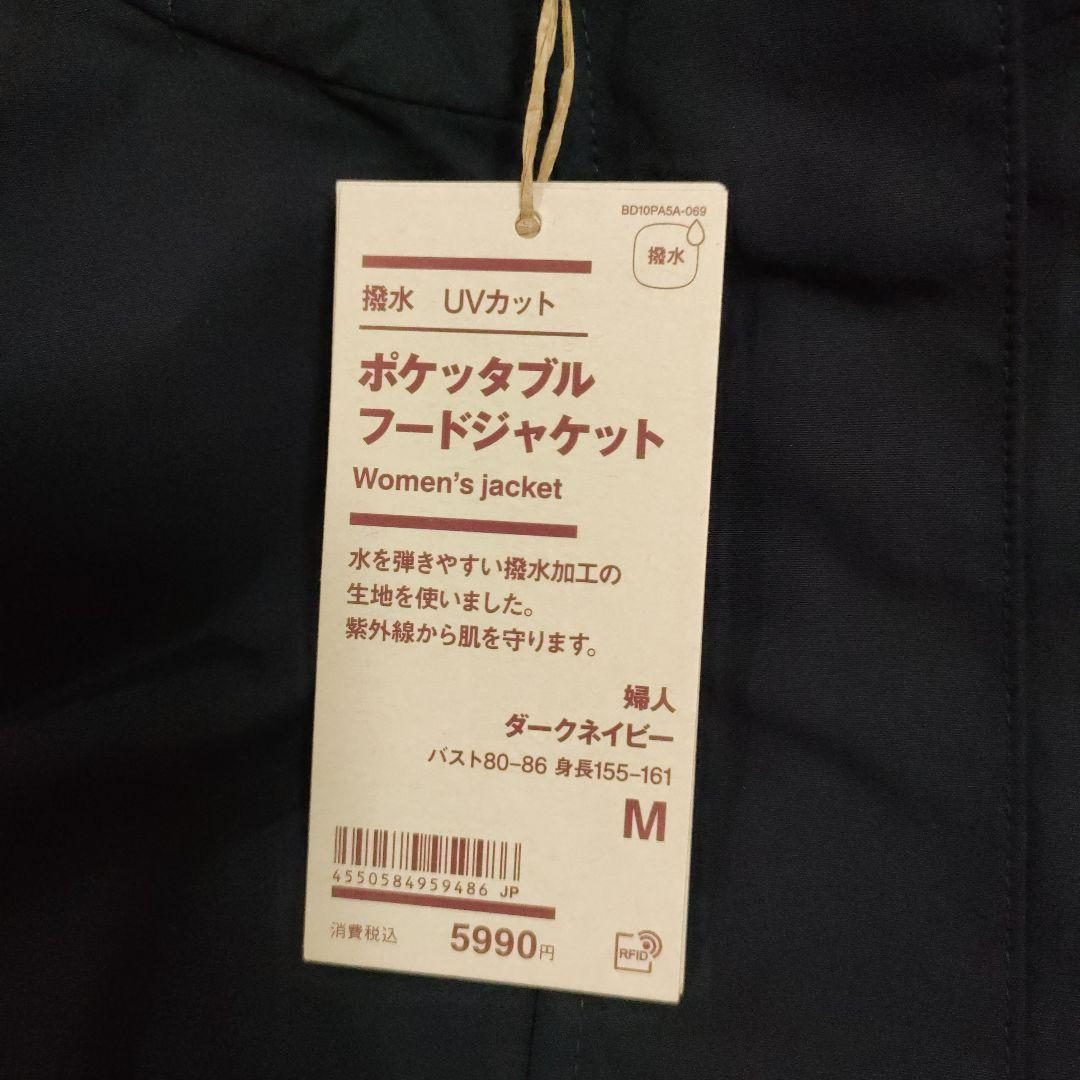 BD10PA5A-069
撥水
撥水 UVカット
ポケッタブル
フードジャケット
Women's jacket
水を弾きやすい撥水加工の
生地を使いました。
紫外線から肌を守ります。
婦人
ダークネイビー
バスト80-86 身長155-161
M
4550584959486 JP
消費税込 5990円
RFID